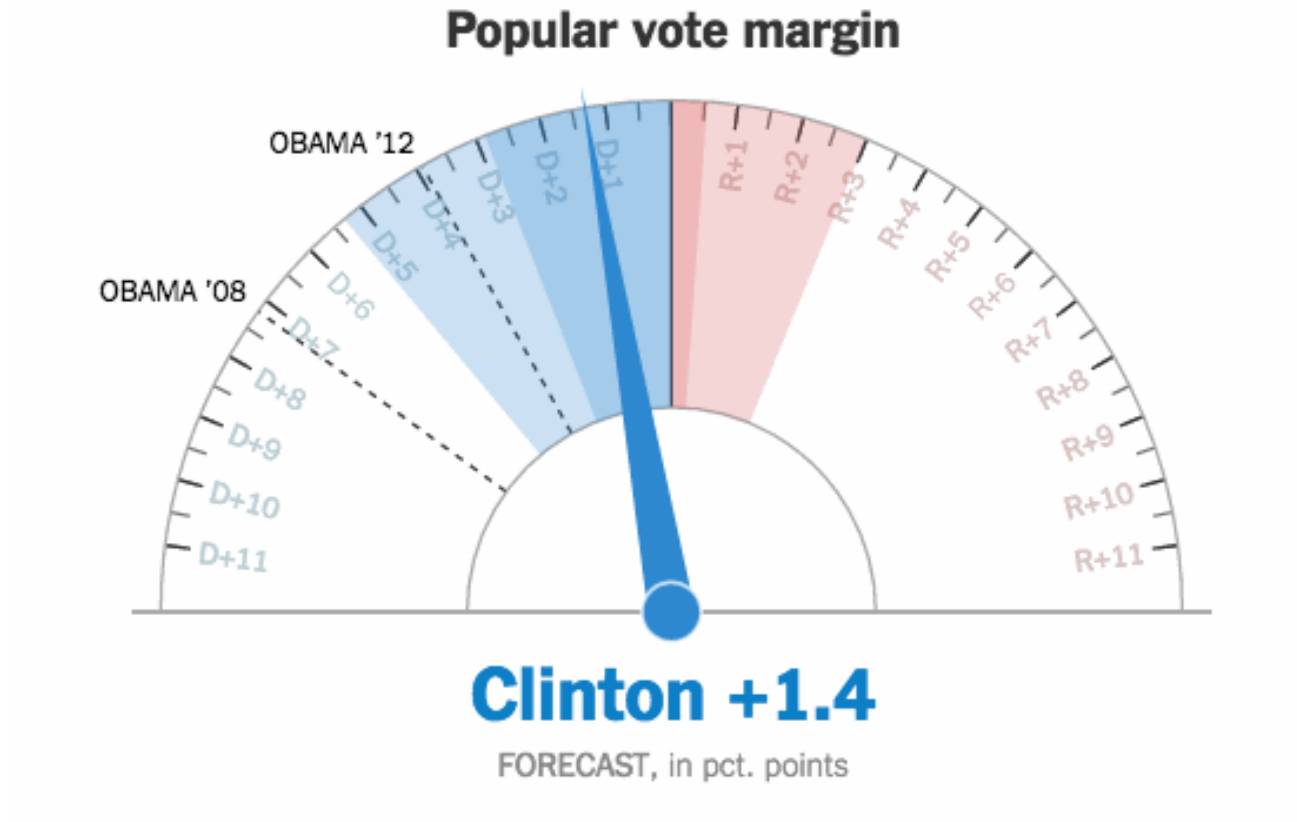 Popular vote margin
OBAMA ’12
OBAMA ’08
D+11
D+10
D+9
D+8
D+7
D+6
D+5
D+4
D+3
D+2
D+1
R+1
R+2
R+3
R+4
R+5
R+6
R+7
R+8
R+9
R+10
R+11
Clinton +1.4
FORECAST, in pct. points